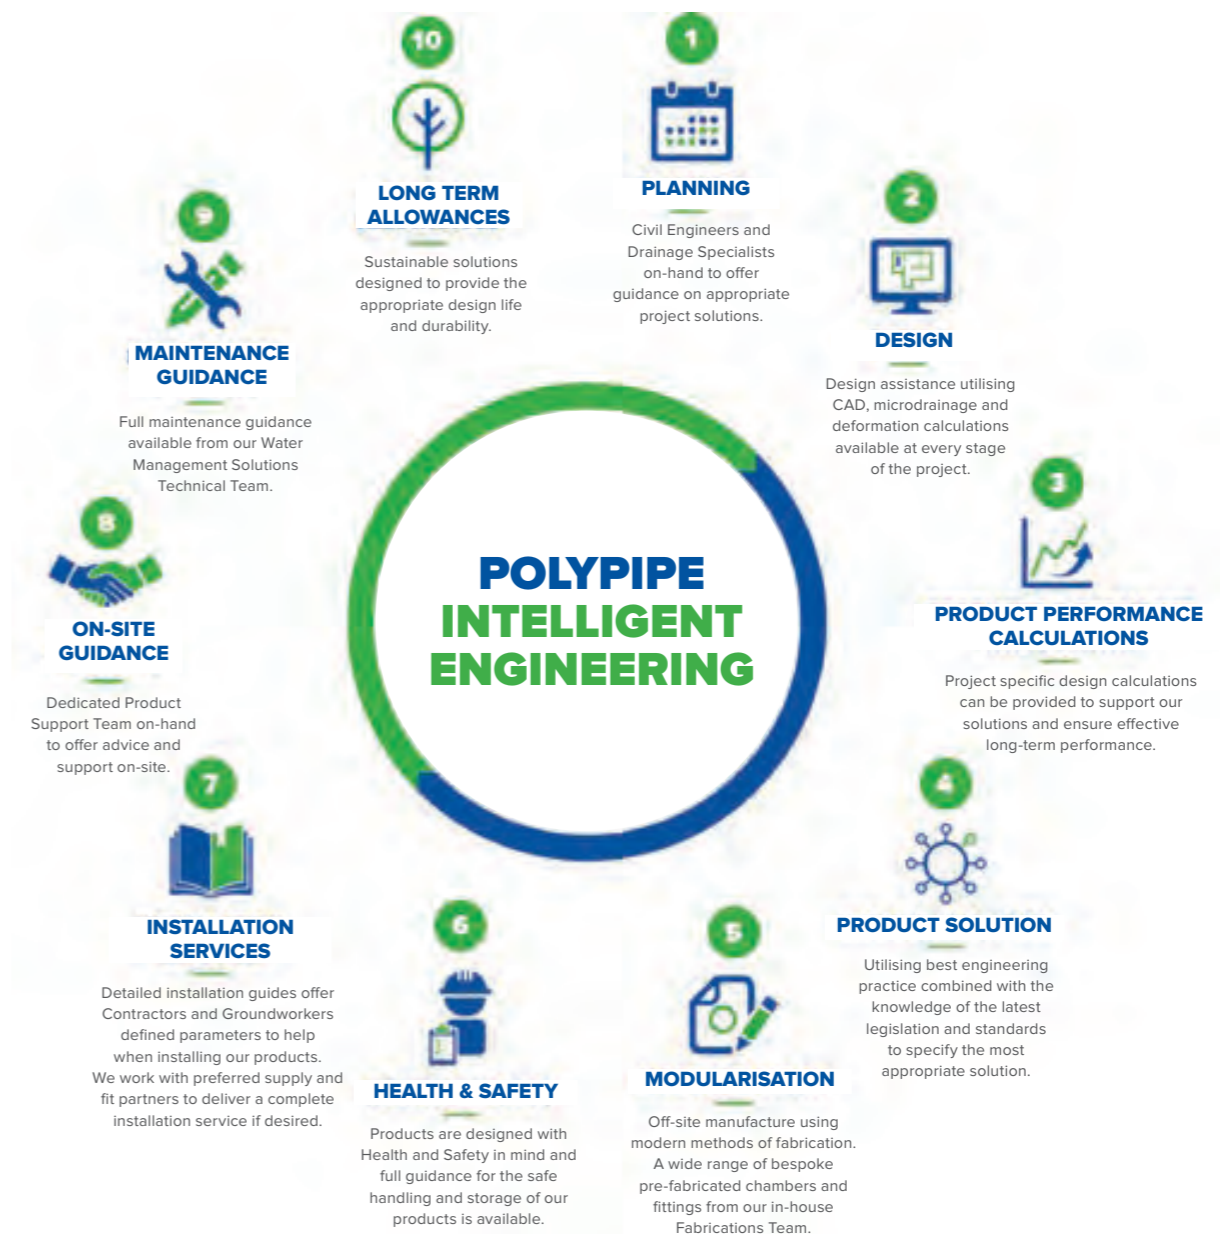 POLYPIPE
INTELLIGENT
ENGINEERING
1
PLANNING
Civil Engineers and
Drainage Specialists
on-hand to offer
guidance on appropriate
project solutions.
2
DESIGN
Design assistance utilising
CAD, microdrainage and
deformation calculations
available at every stage
of the project.
3
PRODUCT PERFORMANCE
CALCULATIONS
Project specific design calculations
can be provided to support our
solutions and ensure effective
long-term performance.
4
PRODUCT SOLUTION
Utilising best engineering
practice combined with the
knowledge of the latest
legislation and standards
to specify the most
appropriate solution.
5
MODULARISATION
Off-site manufacture using
modern methods of fabrication.
A wide range of bespoke
pre-fabricated chambers and
fittings from our in-house
Fabrications Team.
6
HEALTH & SAFETY
Products are designed with
Health and Safety in mind and
full guidance for the safe
handling and storage of our
products is available.
7
INSTALLATION
SERVICES
Detailed installation guides offer
Contractors and Groundworkers
defined parameters to help
when installing our products.
We work with preferred supply and
fit partners to deliver a complete
installation service if desired.
8
ON-SITE
GUIDANCE
Dedicated Product
Support Team on-hand
to offer advice and
support on-site.
9
MAINTENANCE
GUIDANCE
Full maintenance guidance
available from our Water
Management Solutions
Technical Team.
10
LONG TERM
ALLOWANCES
Sustainable solutions
designed to provide the
appropriate design life
and durability.